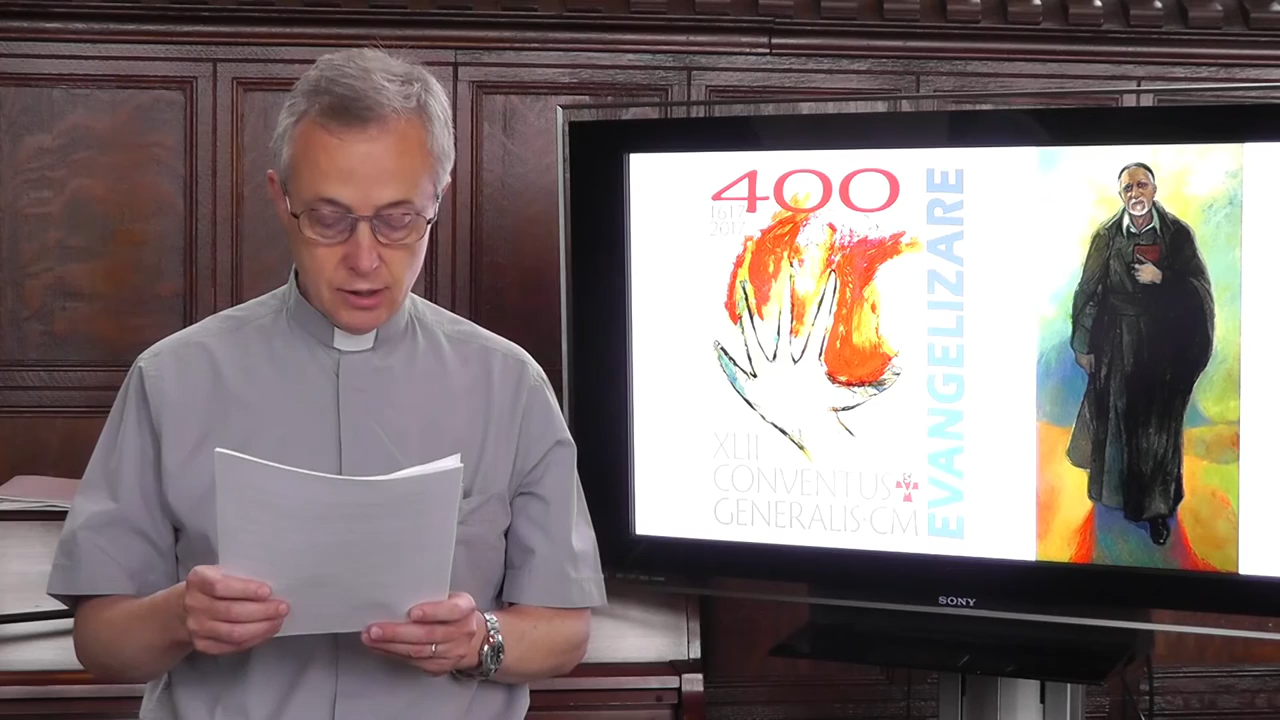 400
1617
2017
EVANGELIZARE
XLII
CONVENTUS
GENERALIS·CM
SONY